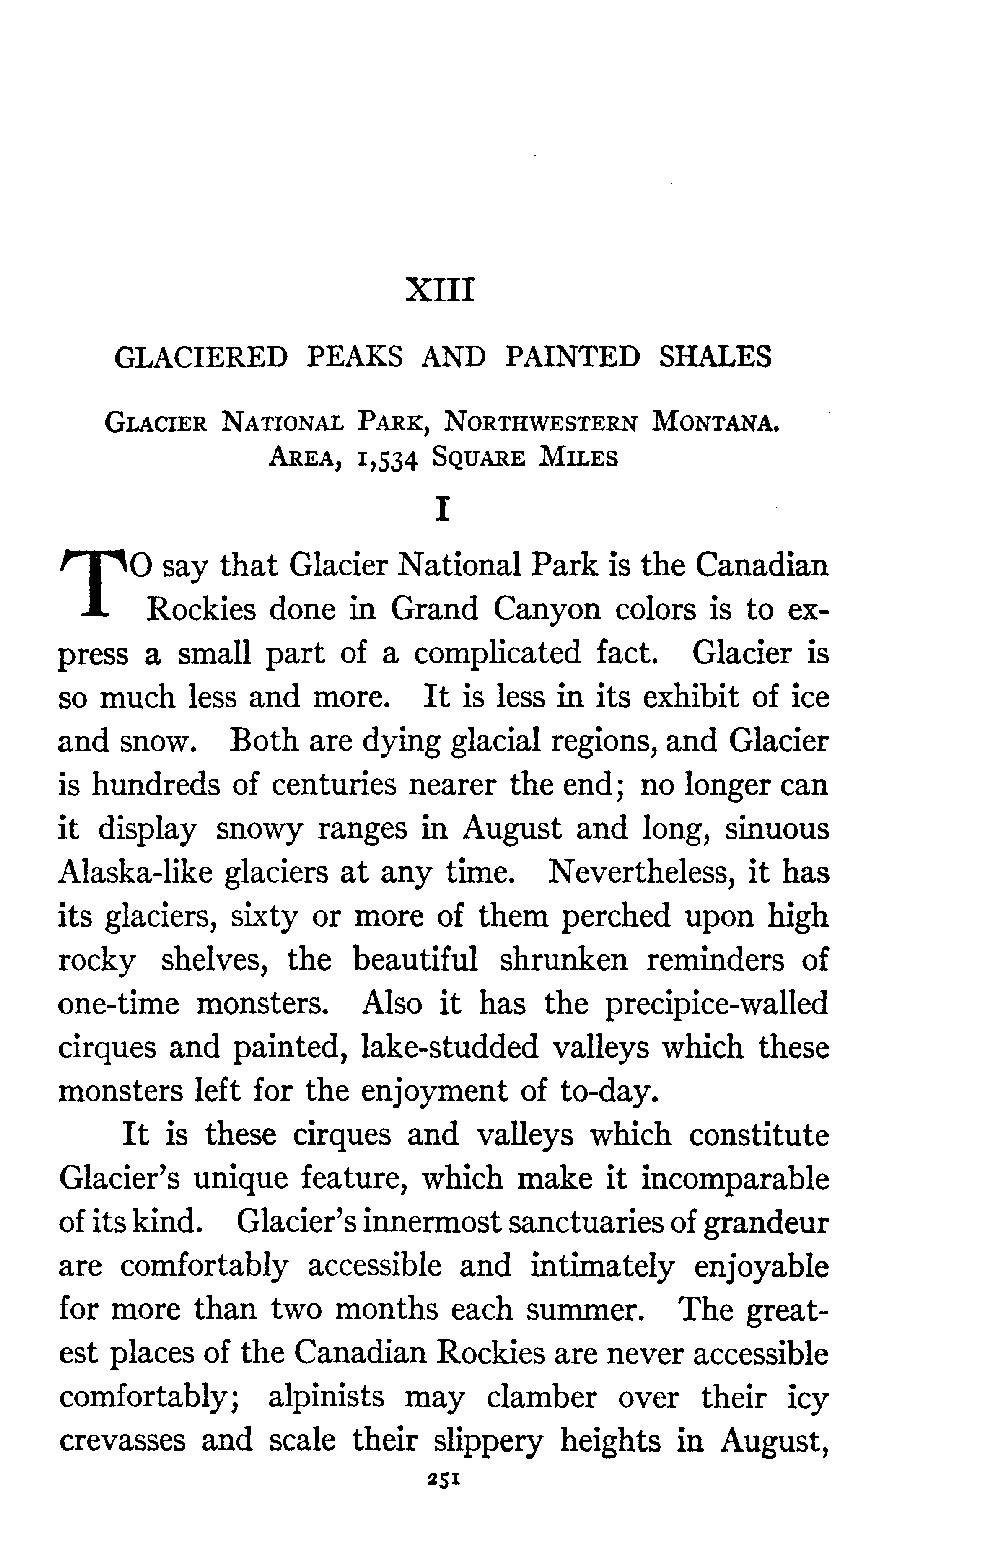 XIII
GLACIERED PEAKS AND PAINTED SHALES
GLACIER NATIONAL PARK, NORTHWESTERN MONTANA.
AREA, 1,534 SQUARE MILES
I
TO say that Glacier National Park is the Canadian
Rockies done in Grand Canyon colors is to ex-
press a small part of a complicated fact. Glacier is
so much less and more. It is less in its exhibit of ice
and snow. Both are dying glacial regions, and Glacier
is hundreds of centuries nearer the end; no longer can
it display snowy ranges in August and long, sinuous
Alaska-like glaciers at any time. Nevertheless, it has
its glaciers, sixty or more of them perched upon high
rocky shelves, the beautiful shrunken reminders of
one-time monsters. Also it has the precipice-walled
cirques and painted, lake-studded valleys which these
monsters left for the enjoyment of to-day.
It is these cirques and valleys which constitute
Glacier's unique feature, which make it incomparable
of its kind. Glacier's innermost sanctuaries of grandeur
are comfortably accessible and intimately enjoyable
for more than two months each summer. The great-
est places of the Canadian Rockies are never accessible
comfortably; alpinists may clamber over their icy
crevasses and scale their slippery heights in August,
251